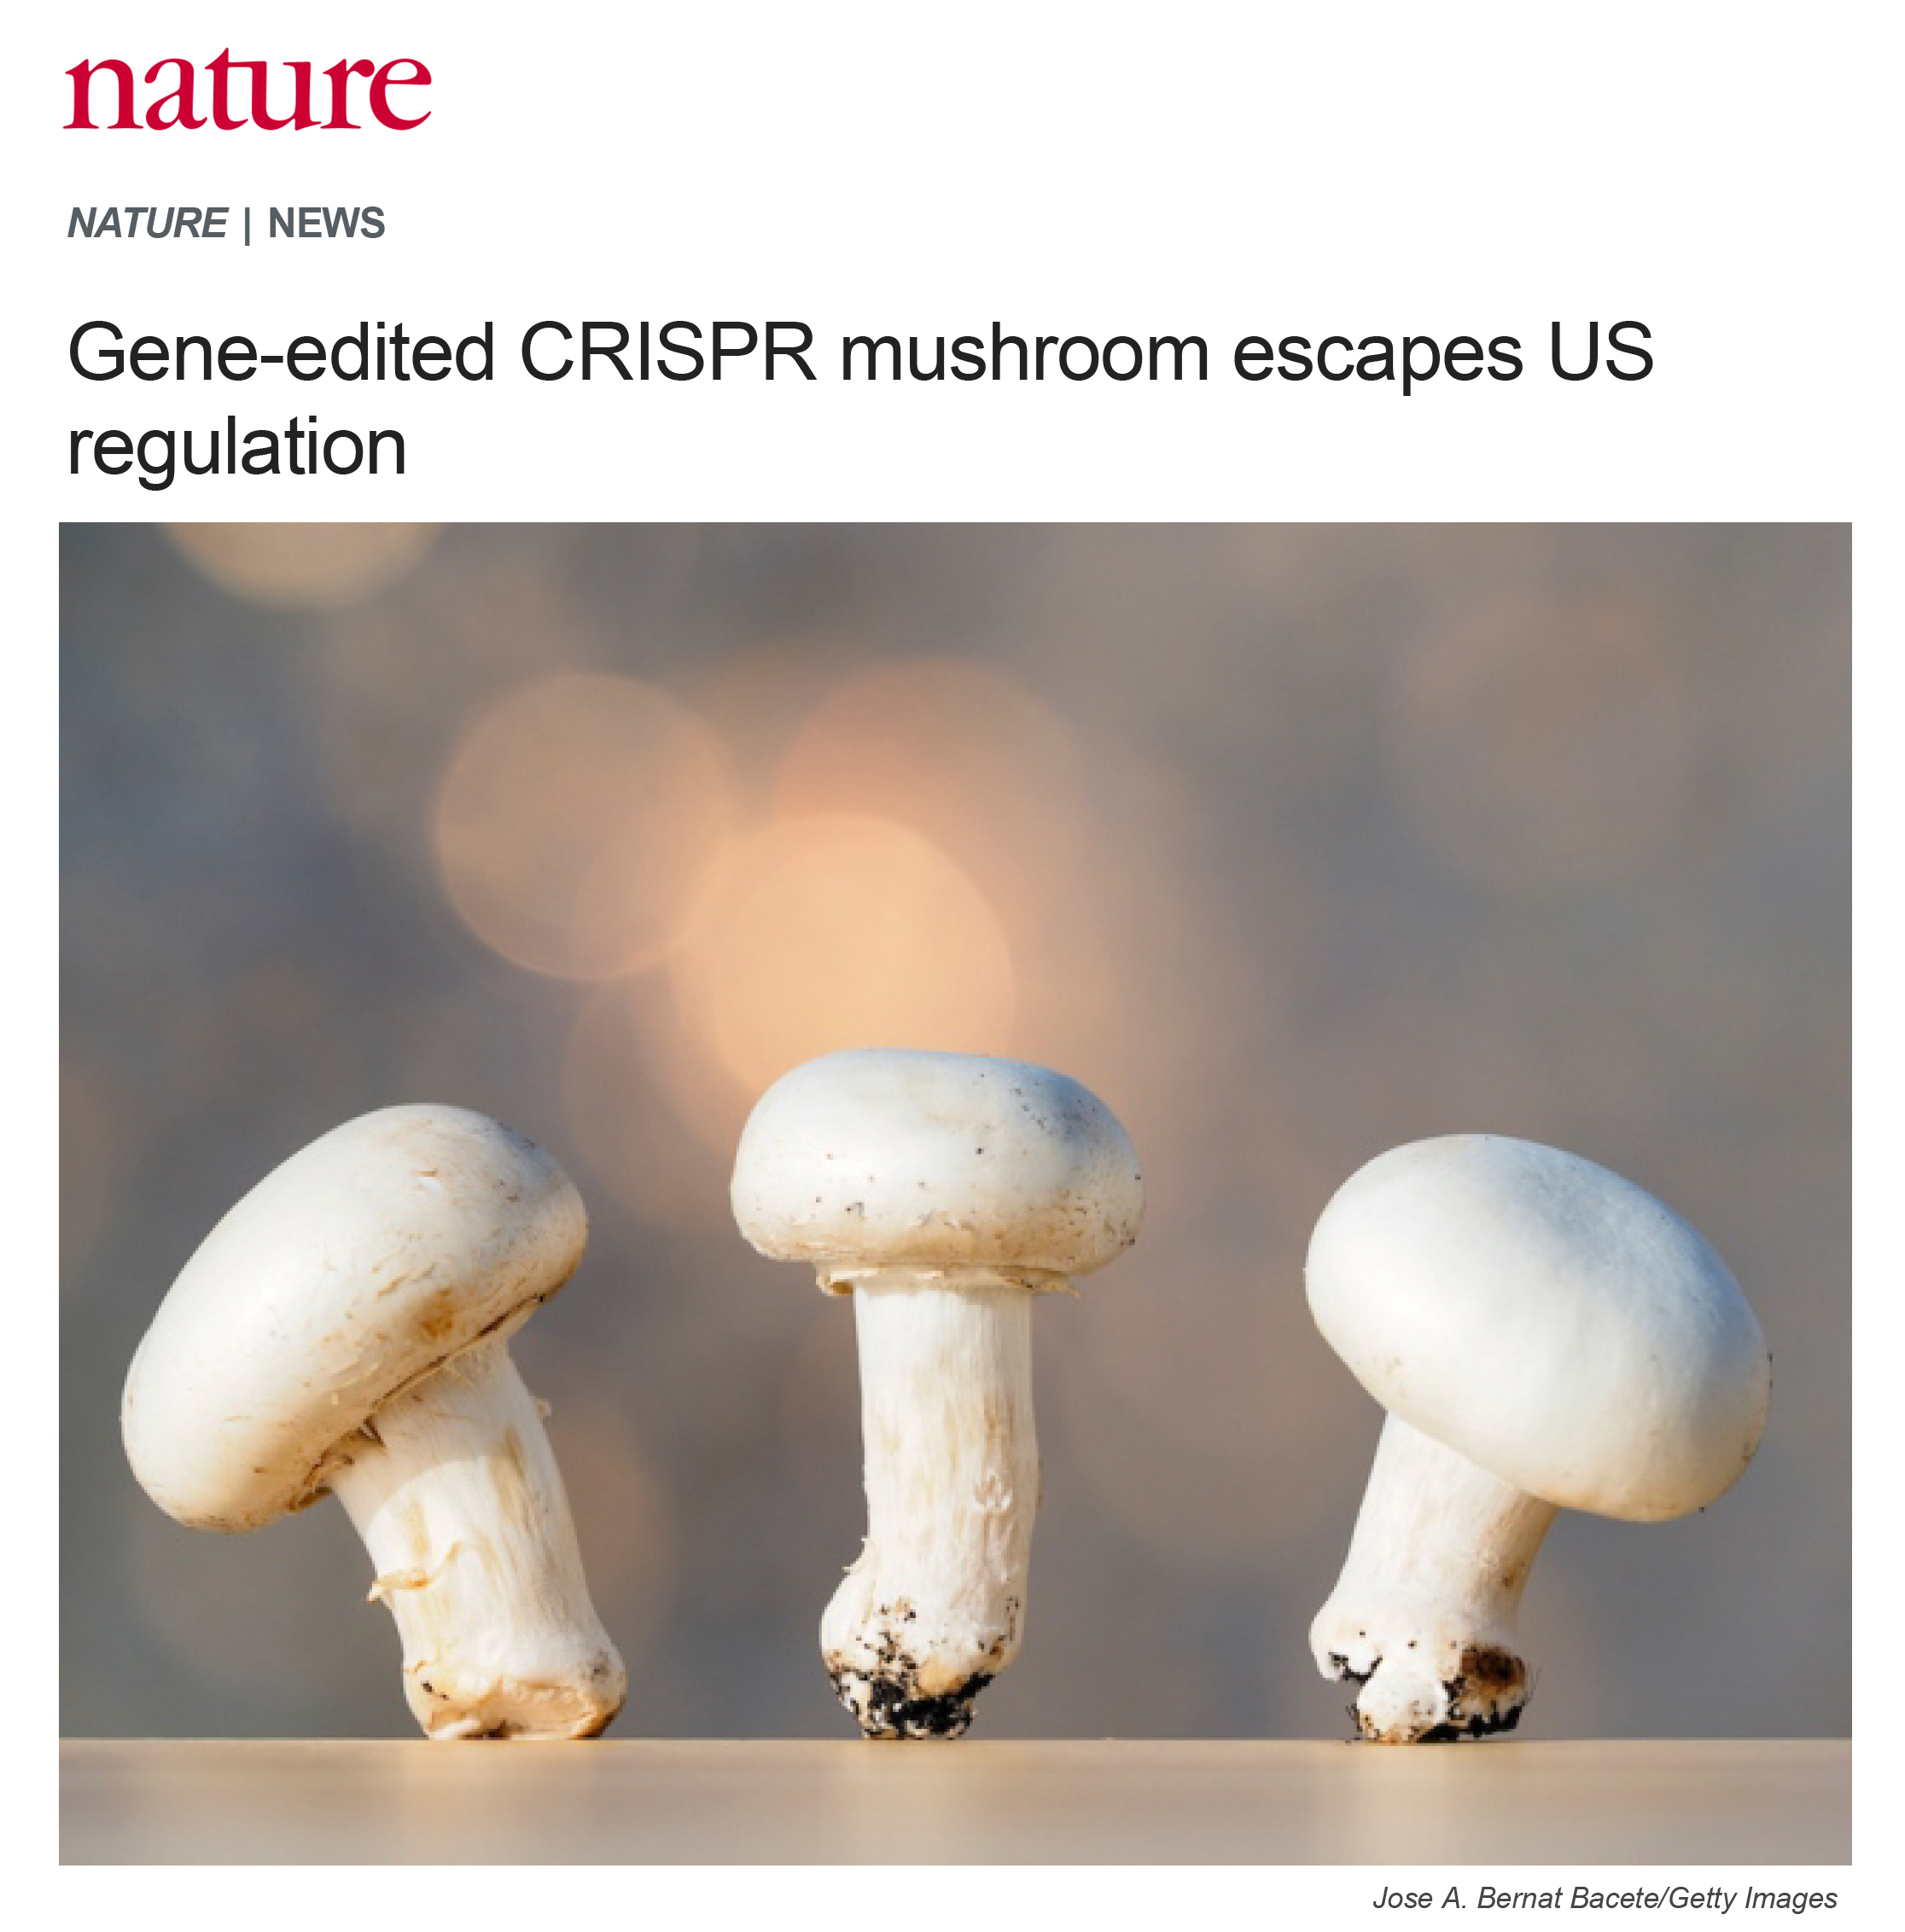 nature
NATURE | NEWS
Gene-edited CRISPR mushroom escapes US
regulation
Jose A. Bernat Bacete/Getty Images